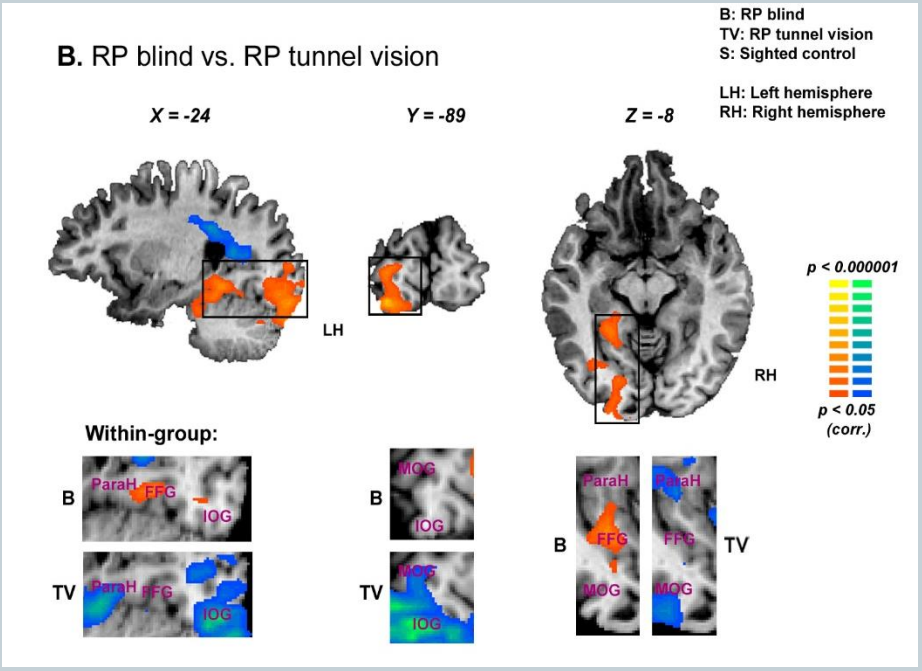 B: RP blind
TV: RP tunnel vision
S: Sighted control
B. RP blind vs. RP tunnel vision
LH: Left hemisphere
RH: Right hemisphere
X = -24
Y = -89
Z = -8
p < 0.000001
LH
RH
p < 0.05
(corr.)
Within-group:
B
ParaH
FFG
IOG
B
MOG
IOG
B
ParaH
FFG
MOG
ParaH
FFG
MOG
TV
TV
ParaH
FFG
IOG
TV
MOG
IOG